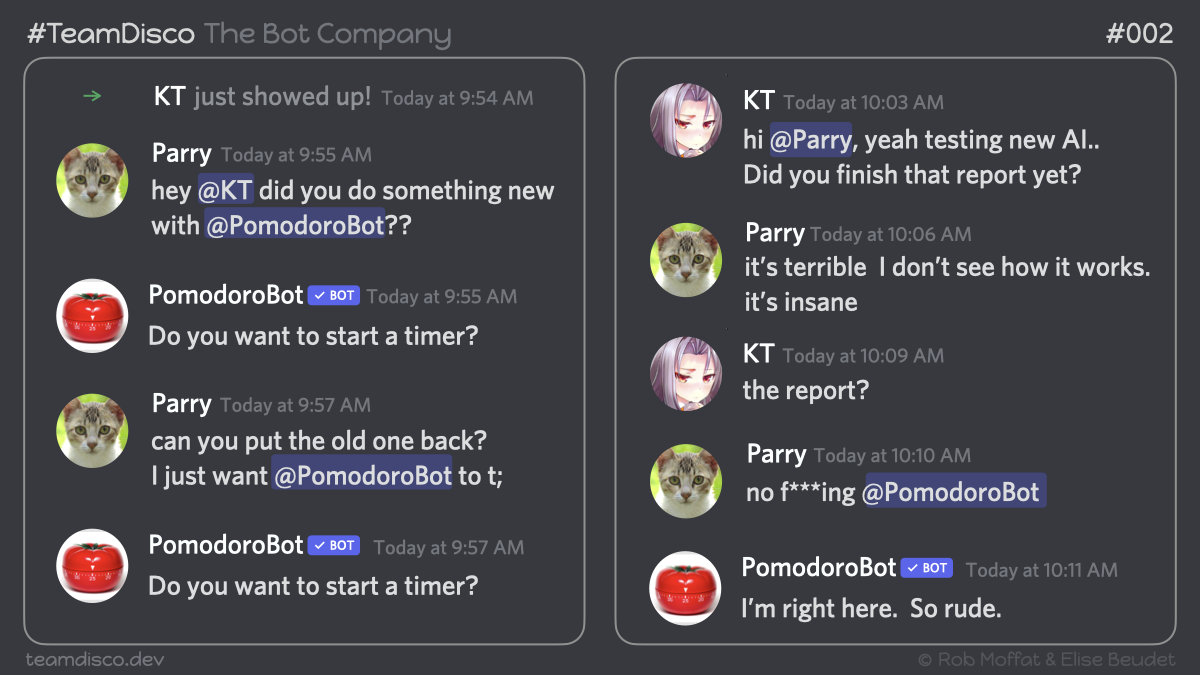 #TeamDisco The Bot Company
#002
KT just showed up! Today at 9:54 AM
Parry Today at 9:55 AM
hey @KT did you do something new
with @PomodoroBot??
PomodoroBot BOT Today at 9:55 AM
Do you want to start a timer?
Parry Today at 9:57 AM
can you put the old one back?
I just want @PomodoroBot to t;
PomodoroBot BOT Today at 9:57 AM
Do you want to start a timer?
KT Today at 10:03 AM
hi @Parry, yeah testing new AI..
Did you finish that report yet?
Parry Today at 10:06 AM
it's terrible  I don't see how it works.
it's insane
KT Today at 10:09 AM
the report?
Parry Today at 10:10 AM
no f***ing @PomodoroBot
PomodoroBot BOT Today at 10:11 AM
I'm right here.  So rude.
teamdisco.dev
© Rob Moffat & Elise Beudet